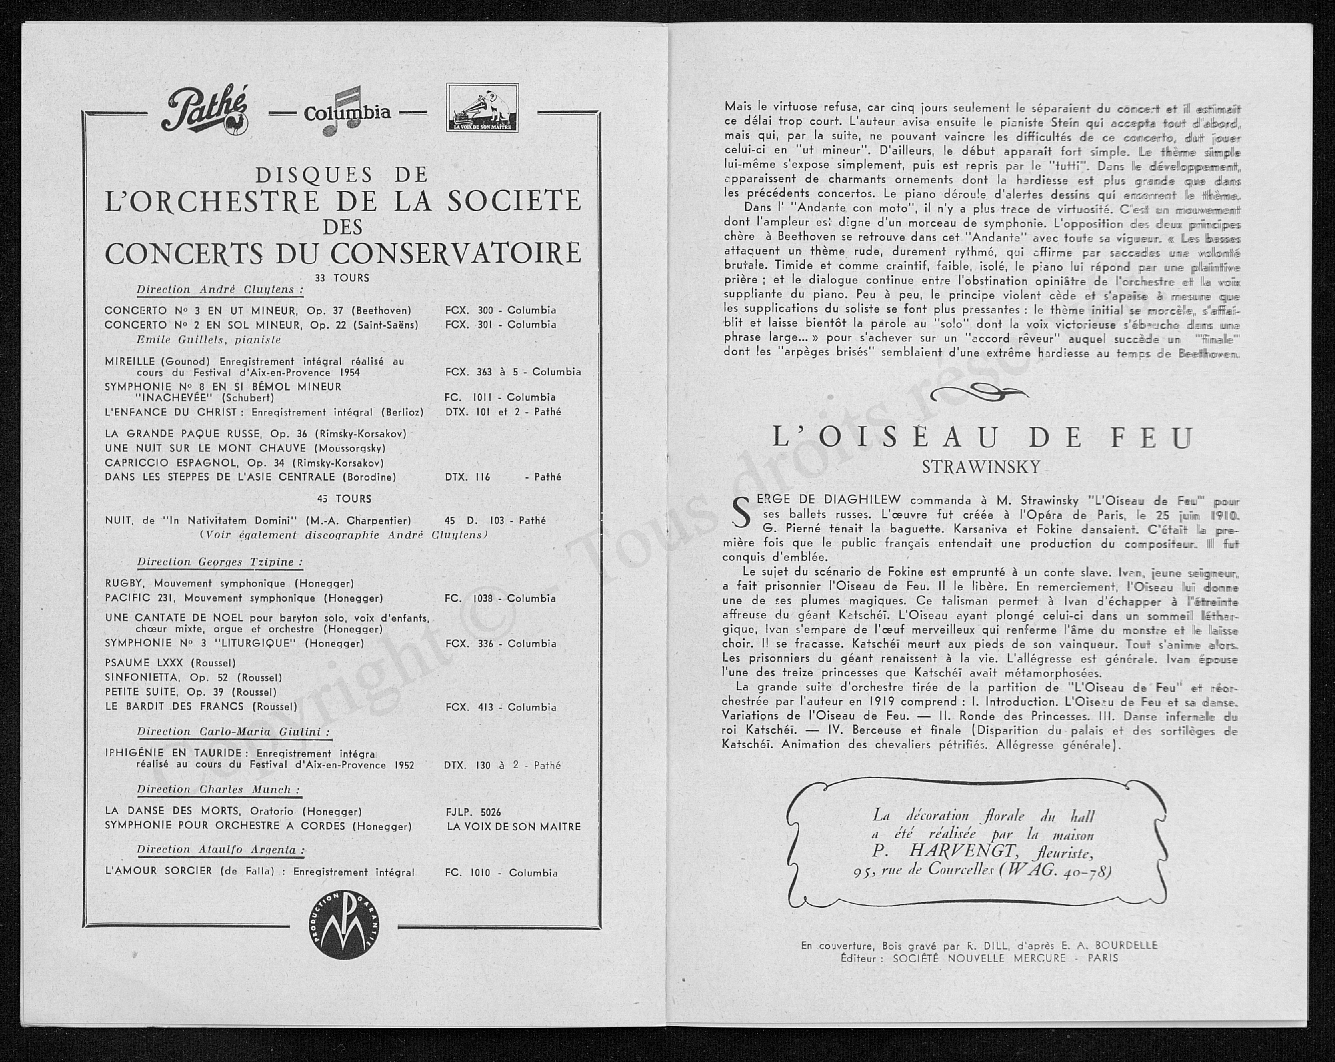 Pathé — Columbia —
LA VOIX DE SON MAITRE
DISQUES DE
L'ORCHESTRE DE LA SOCIETE
DES
CONCERTS DU CONSERVATOIRE
33 TOURS
Direction André Cluytens :
CONCERTO No 3 EN UT MINEUR, Op. 37 (Beethoven) FCX. 300 - Columbia
CONCERTO No 2 EN SOL MINEUR, Op. 22 (Saint-Saëns) FCX. 301 - Columbia
Emile Guillels, pianiste
MIREILLE (Gounod) Enregistrement intégral réalisé au
cours du Festival d'Aix-en-Provence 1954 FCX. 363 à 5 - Columbia
SYMPHONIE No 8 EN SI BÉMOL MINEUR
"INACHEVÉE" (Schubert) FC. 1011 - Columbia
L'ENFANCE DU CHRIST : Enregistrement intégral (Berlioz) DTX. 101 et 2 - Pathé
LA GRANDE PAQUE RUSSE, Op. 36 (Rimsky-Korsakov)
UNE NUIT SUR LE MONT CHAUVE (Moussorgsky)
CAPRICCIO ESPAGNOL, Op. 34 (Rimsky-Korsakov)
DANS LES STEPPES DE L'ASIE CENTRALE (Borodine) DTX. 116 - Pathé
45 TOURS
NUIT, de "In Nativitatem Domini" (M.-A. Charpentier) 45 D. 103 - Pathé
(Voir également discographie André Cluytens)
Direction Georges Tzipine :
RUGBY, Mouvement symphonique (Honegger)
PACIFIC 231, Mouvement symphonique (Honegger) FC. 1038 - Columbia
UNE CANTATE DE NOEL pour baryton solo, voix d'enfants,
chœur mixte, orgue et orchestre (Honegger)
SYMPHONIE No 3 "LITURGIQUE" (Honegger) FCX. 336 - Columbia
PSAUME LXXX (Roussel)
SINFONIETTA, Op. 52 (Roussel)
PETITE SUITE, Op. 39 (Roussel)
LE BARDIT DES FRANCS (Roussel) FCX. 413 - Columbia
Direction Carlo-Maria Giulini :
IPHIGÉNIE EN TAURIDE : Enregistrement intégral
réalisé au cours du Festival d'Aix-en-Provence 1952 DTX. 130 à 2 - Pathé
Direction Charles Munch :
LA DANSE DES MORTS, Oratorio (Honegger) FJLP. 5026
SYMPHONIE POUR ORCHESTRE A CORDES (Honegger) LA VOIX DE SON MAITRE
Direction Ataulfo Argenta :
L'AMOUR SORCIER (de Falla) : Enregistrement intégral FC. 1010 - Columbia
PRODUCTION GARANTIE
PM
Mais le virtuose refusa, car cinq jours seulement le séparaient du concert et il estimait
ce délai trop court. L'auteur avisa ensuite le pianiste Stein qui accepta tout d'abord,
mais qui, par la suite, ne pouvant vaincre les difficultés de ce concerto, dut jouer
celui-ci en "ut mineur". D'ailleurs, le début apparaît fort simple. Le thème simple
lui-même s'expose simplement, puis est repris par le "tutti". Dans le développement,
apparaissent de charmants ornements dont la hardiesse est plus grande que dans
les précédents concertos. Le piano déroule d'alertes dessins qui enserrent le thème.
Dans l' "Andante con moto", il n'y a plus trace de virtuosité. C'est un mouvement
dont l'ampleur est digne d'un morceau de symphonie. L'opposition des deux principes
chère à Beethoven se retrouve dans cet "Andante" avec toute sa vigueur. « Les basses
attaquent un thème rude, durement rythmé, qui affirme par saccades une volonté
brutale. Timide et comme craintif, faible, isolé, le piano lui répond par une plaintive
prière ; et le dialogue continue entre l'obstination opiniâtre de l'orchestre et la voix
suppliante du piano. Peu à peu, le principe violent cède et s'apaise à mesure que
les supplications du soliste se font plus pressantes : le thème initial se morcèle, s'affai-
blit et laisse bientôt la parole au "solo" dont la voix victorieuse s'ébauche dans une
phrase large... » pour s'achever sur un "accord rêveur" auquel succède un "finale"
dont les "arpèges brisés" semblaient d'une extrême hardiesse au temps de Beethoven.
L'OISEAU DE FEU
STRAWINSKY
SERGE DE DIAGHILEW commanda à M. Strawinsky "L'Oiseau de Feu" pour
ses ballets russes. L'œuvre fut créée à l'Opéra de Paris, le 25 juin 1910.
G. Pierné tenait la baguette. Karsaniva et Fokine dansaient. C'était la pre-
mière fois que le public français entendait une production du compositeur. Il fut
conquis d'emblée.
Le sujet du scénario de Fokine est emprunté à un conte slave. Ivan, jeune seigneur,
a fait prisonnier l'Oiseau de Feu. Il le libère. En remerciement, l'Oiseau lui donne
une de ses plumes magiques. Ce talisman permet à Ivan d'échapper à l'étreinte
affreuse du géant Katschéi. L'Oiseau ayant plongé celui-ci dans un sommeil léthar-
gique, Ivan s'empare de l'œuf merveilleux qui renferme l'âme du monstre et le laisse
choir. Il se fracasse. Katschéi meurt aux pieds de son vainqueur. Tout s'anime alors.
Les prisonniers du géant renaissent à la vie. L'allégresse est générale. Ivan épouse
l'une des treize princesses que Katschéi avait métamorphosées.
La grande suite d'orchestre tirée de la partition de "L'Oiseau de Feu" et réor-
chestrée par l'auteur en 1919 comprend : I. Introduction. L'Oiseau de Feu et sa danse.
Variations de l'Oiseau de Feu. — II. Ronde des Princesses. III. Danse infernale du
roi Katschéi. — IV. Berceuse et finale (Disparition du palais et des sortilèges de
Katschéi. Animation des chevaliers pétrifiés. Allégresse générale).
La décoration florale du hall
a été réalisée par la maison
P. HARVENGT, fleuriste,
95, rue de Courcelles (WAG. 40-78)
En couverture, Bois gravé par R. DILL, d'après E. A. BOURDELLE
Éditeur : SOCIÉTÉ NOUVELLE MERCURE - PARIS
Copyright © - Tous droits rése